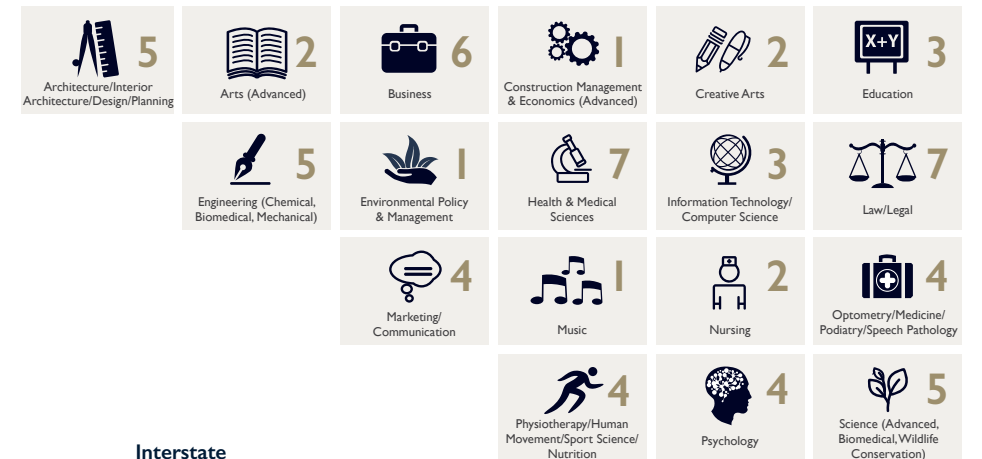 5
Architecture/Interior
Architecture/Design/Planning
2
Arts (Advanced)
6
Business
1
Construction Management
& Economics (Advanced)
2
Creative Arts
X+Y
3
Education
5
Engineering (Chemical,
Biomedical, Mechanical)
1
Environmental Policy
& Management
7
Health & Medical
Sciences
3
Information Technology/
Computer Science
7
Law/Legal
4
Marketing/
Communication
1
Music
2
Nursing
4
Optometry/Medicine/
Podiatry/Speech Pathology
4
Physiotherapy/Human
Movement/Sport Science/
Nutrition
4
Psychology
5
Science (Advanced,
Biomedical, Wildlife
Conservation)
Interstate